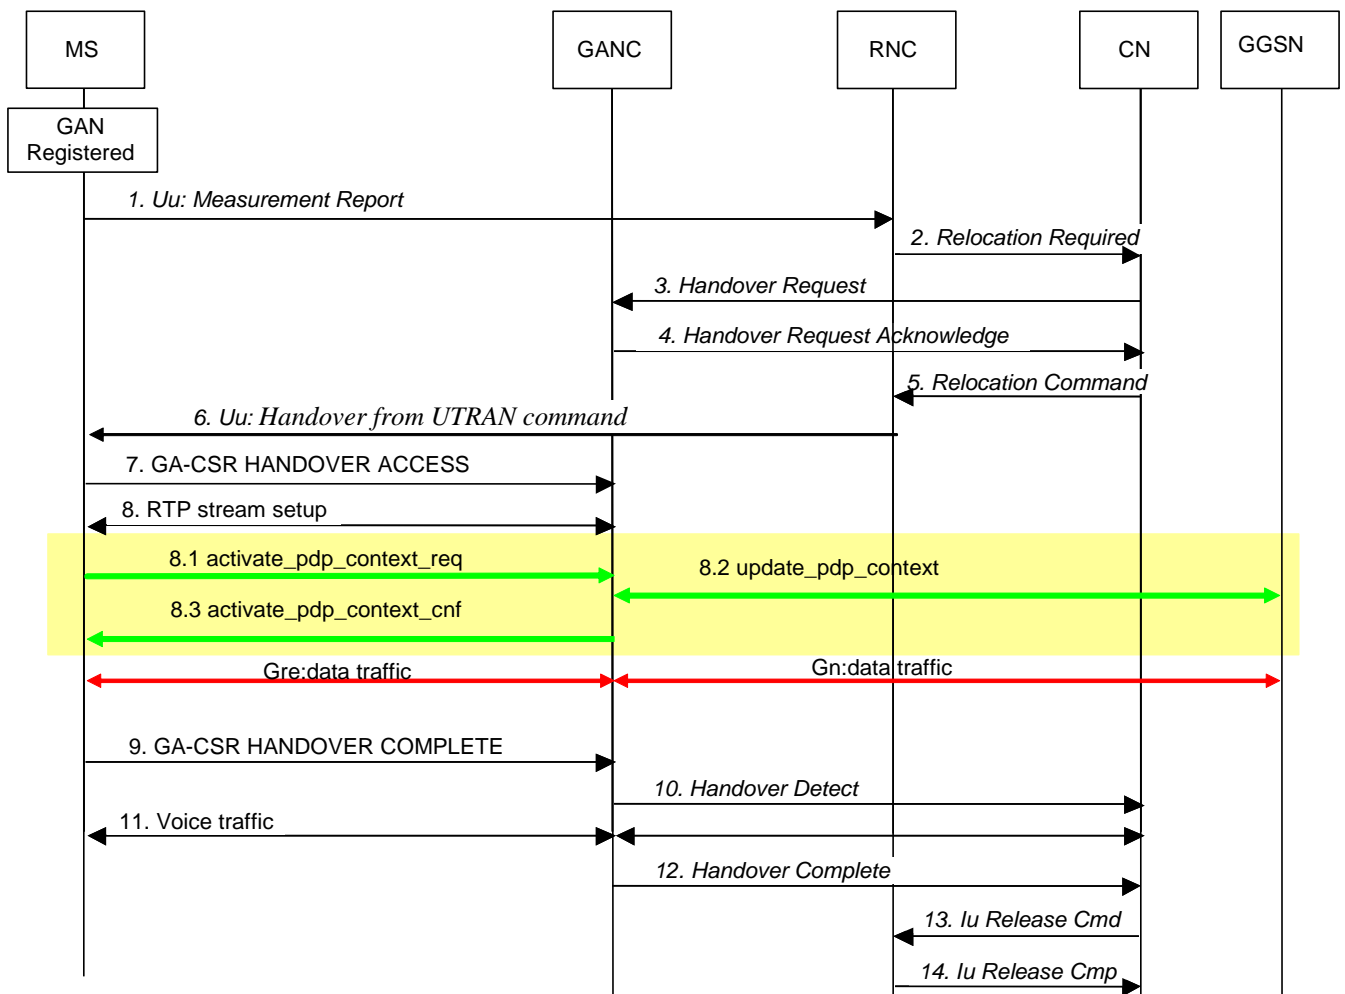 MS
GANC
RNC
CN
GGSN
GAN
Registered
1. Uu: Measurement Report
2. Relocation Required
3. Handover Request
4. Handover Request Acknowledge
5. Relocation Command
6. Uu: Handover from UTRAN command
7. GA-CSR HANDOVER ACCESS
8. RTP stream setup
8.1 activate_pdp_context_req
8.2 update_pdp_context
8.3 activate_pdp_context_cnf
Gre:data traffic
Gn:data traffic
9. GA-CSR HANDOVER COMPLETE
10. Handover Detect
11. Voice traffic
12. Handover Complete
13. Iu Release Cmd
14. Iu Release Cmp